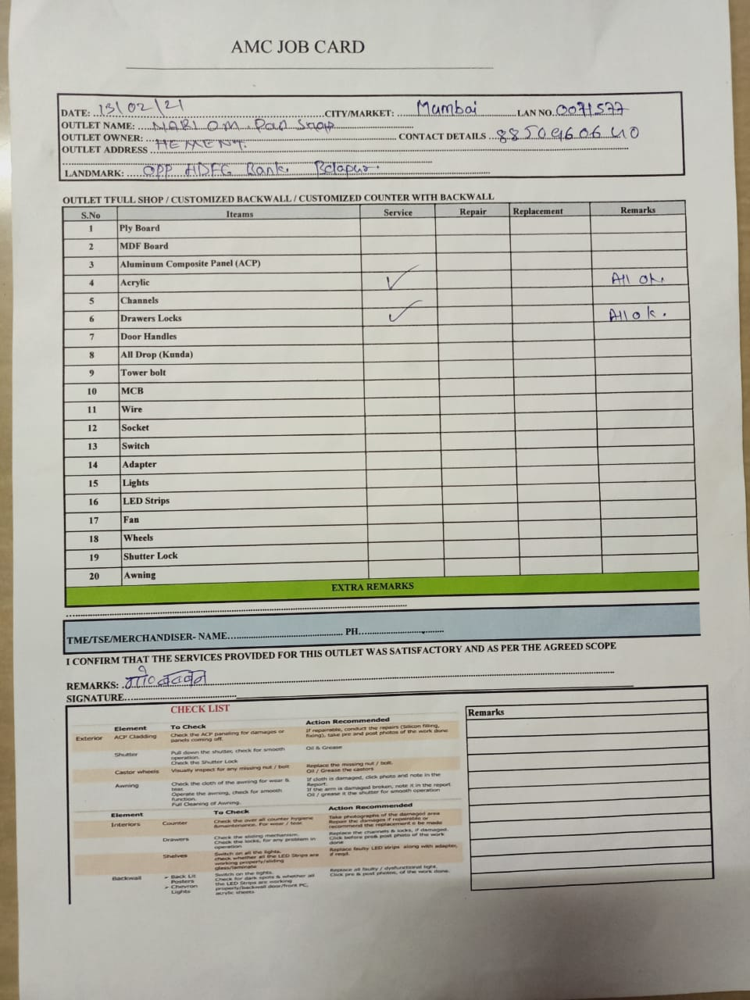 AMC JOB CARD
DATE: 13/02/21 CITY/MARKET: Mumbai LAN NO. 0071577
OUTLET NAME: HARI OM. Pan Shop
OUTLET OWNER: HEMENT. CONTACT DETAILS 8850960640
OUTLET ADDRESS
LANDMARK: OPP HDFC Bank. Belapur.
OUTLET TFULL SHOP / CUSTOMIZED BACKWALL / CUSTOMIZED COUNTER WITH BACKWALL
S.No Iteams Service Repair Replacement Remarks
1 Ply Board
2 MDF Board
3 Aluminum Composite Panel (ACP)
4 Acrylic ✓ All ok.
5 Channels
6 Drawers Locks ✓ All ok.
7 Door Handles
8 All Drop (Kunda)
9 Tower bolt
10 MCB
11 Wire
12 Socket
13 Switch
14 Adapter
15 Lights
16 LED Strips
17 Fan
18 Wheels
19 Shutter Lock
20 Awning
EXTRA REMARKS
TME/TSE/MERCHANDISER- NAME PH.
I CONFIRM THAT THE SERVICES PROVIDED FOR THIS OUTLET WAS SATISFACTORY AND AS PER THE AGREED SCOPE
REMARKS:
SIGNATURE
CHECK LIST
Remarks
Element To Check Action Recommended
Exterior ACP Cladding Check the ACP paneling for damages or If repairable, conduct the repairs (Silicon filling,
panels coming off. fixing), take pre and post photos of the work done
Shutter Pull down the shutter, check for smooth Oil & Grease
operation.
Check the Shutter Lock
Castor wheels Visually inspect for any missing nut / bolt Replace the missing nut / bolt.
Oil / Grease the castors
Awning Check the cloth of the awning for wear & If cloth is damaged, click photo and note in the
tear. Report.
Operate the awning, check for smooth If the arm is damaged broken, note it in the report
function. Oil / grease it the shutter for smooth operation
Full Cleaning of Awning.
Element To Check Action Recommended
Interiors Counter Check the over all counter hygiene Take photographs of the damaged area
&maintenance. For wear / tear. Repair the damages if repairable or
recommend the replacement to be made
Drawers Check the sliding mechanism. Replace the channels & locks, if damaged.
Check the locks, for any problem in Click before pre& post photo of the work
operation done
Shelves Switch on all the lights. Replace faulty LED strips along with adapter,
check whether all the LED Strips are if reqd.
working properly/sliding
glass/laminate
Backwall ➢ Back Lit Switch on the lights. Replace all faulty / dysfunctional light.
Posters Check for dark spots & whether all Click pre & post photos, of the work done.
➢ Chevron the LED Strips are working
Lights property/backwall door/front PC,
acrylic sheets